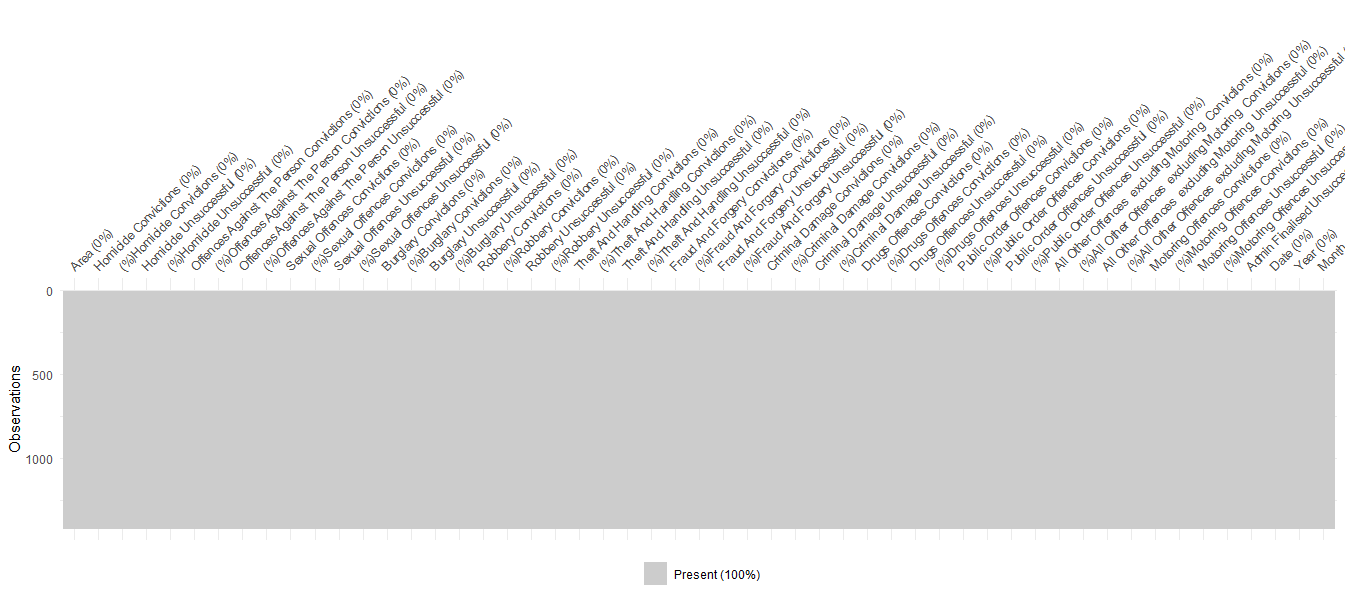 Area (0%)
Homicide Convictions (0%)
(%)Homicide Convictions (0%)
Homicide Unsuccessful (0%)
(%)Homicide Unsuccessful (0%)
Offences Against The Person Convictions (0%)
(%)Offences Against The Person Convictions (0%)
Offences Against The Person Unsuccessful (0%)
(%)Offences Against The Person Unsuccessful (0%)
Sexual Offences Convictions (0%)
(%)Sexual Offences Convictions (0%)
Sexual Offences Unsuccessful (0%)
(%)Sexual Offences Unsuccessful (0%)
Burglary Convictions (0%)
(%)Burglary Convictions (0%)
Burglary Unsuccessful (0%)
(%)Burglary Unsuccessful (0%)
Robbery Convictions (0%)
(%)Robbery Convictions (0%)
Robbery Unsuccessful (0%)
(%)Robbery Unsuccessful (0%)
Theft And Handling Convictions (0%)
(%)Theft And Handling Convictions (0%)
Theft And Handling Unsuccessful (0%)
(%)Theft And Handling Unsuccessful (0%)
Fraud And Forgery Convictions (0%)
(%)Fraud And Forgery Convictions (0%)
Fraud And Forgery Unsuccessful (0%)
(%)Fraud And Forgery Unsuccessful (0%)
Criminal Damage Convictions (0%)
(%)Criminal Damage Convictions (0%)
Criminal Damage Unsuccessful (0%)
(%)Criminal Damage Unsuccessful (0%)
Drugs Offences Convictions (0%)
(%)Drugs Offences Convictions (0%)
Drugs Offences Unsuccessful (0%)
(%)Drugs Offences Unsuccessful (0%)
Public Order Offences Convictions (0%)
(%)Public Order Offences Convictions (0%)
Public Order Offences Unsuccessful (0%)
(%)Public Order Offences Unsuccessful (0%)
All Other Offences excluding Motoring Convictions (0%)
(%)All Other Offences excluding Motoring Convictions (0%)
All Other Offences excluding Motoring Unsuccessful (0%)
(%)All Other Offences excluding Motoring Unsuccessful
Motoring Offences Convictions (0%)
(%)Motoring Offences Convictions (0%)
Motoring Offences Unsuccessful (0%)
(%)Motoring Offences
Admin Finalised
Date (0%)
Year (0%)
Month
0
500
1000
Observations
Present (100%)